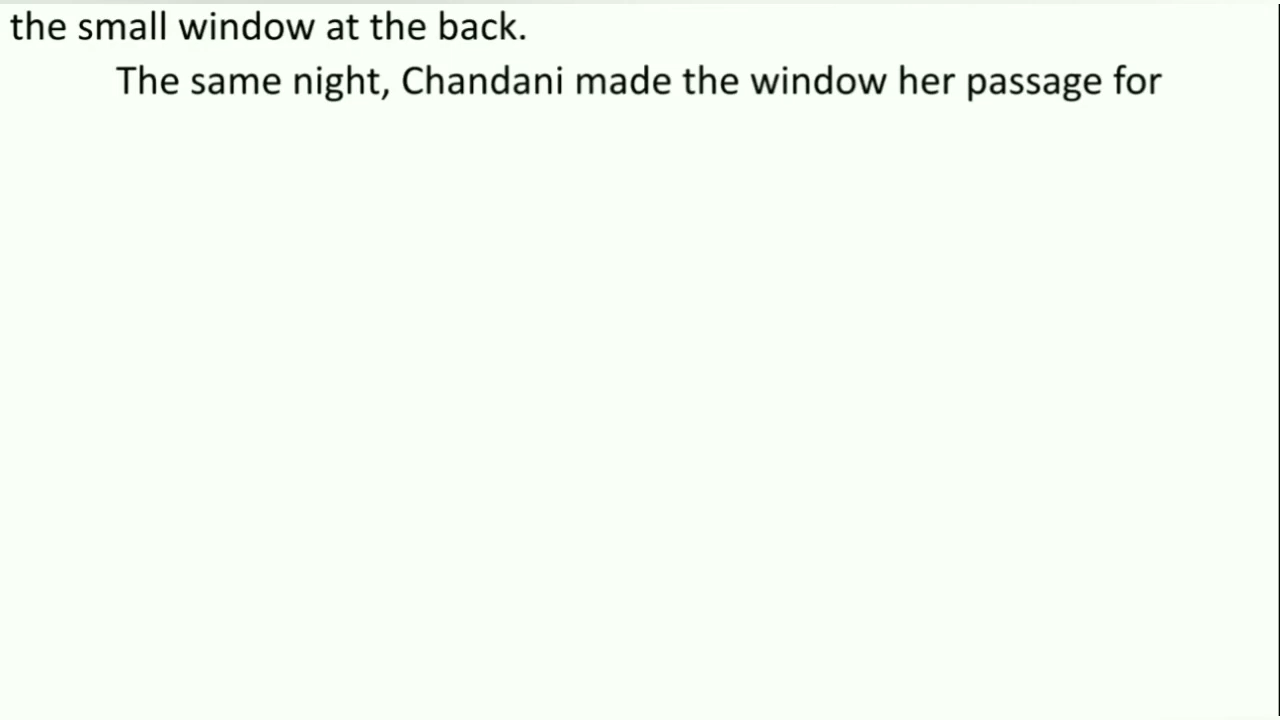 the small window at the back.
The same night, Chandani made the window her passage for